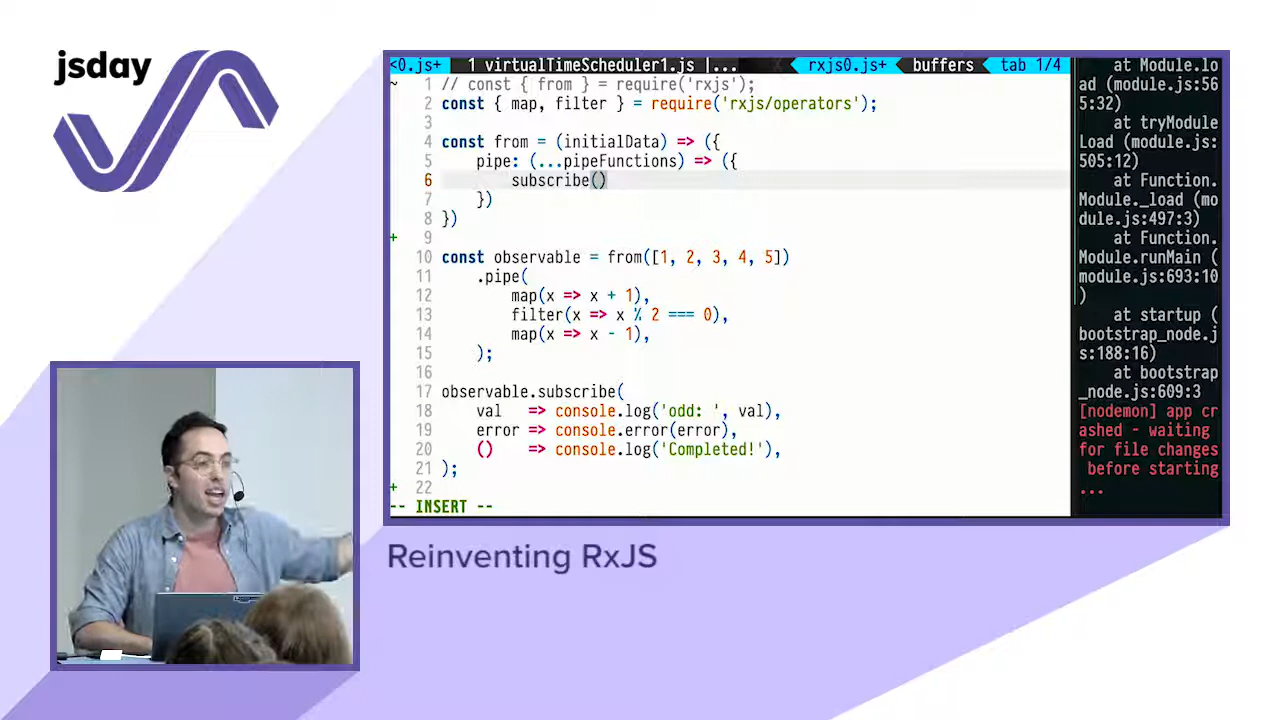 jsday
<0.js+  1 virtualTimeScheduler1.js |...  X  rxjs0.js+  buffers  tab 1/4
~  1 // const { from } = require('rxjs');
2 const { map, filter } = require('rxjs/operators');
3
4 const from = (initialData) => ({
5     pipe: (...pipeFunctions) => ({
6         subscribe()
7     })
8 })
+  9
10 const observable = from([1, 2, 3, 4, 5])
11     .pipe(
12         map(x => x + 1),
13         filter(x => x % 2 === 0),
14         map(x => x - 1),
15     );
16
17 observable.subscribe(
18     val   => console.log('odd: ', val),
19     error => console.error(error),
20     ()    => console.log('Completed!'),
21 );
+  22
-- INSERT --
at Module.lo
ad (module.js:56
5:32)
at tryModule
Load (module.js:
505:12)
at Function.
Module._load (mo
dule.js:497:3)
at Function.
Module.runMain (
module.js:693:10
)
at startup (
bootstrap_node.j
s:188:16)
at bootstrap
_node.js:609:3
[nodemon] app cr
ashed - waiting
for file changes
before starting
...
Reinventing RxJS